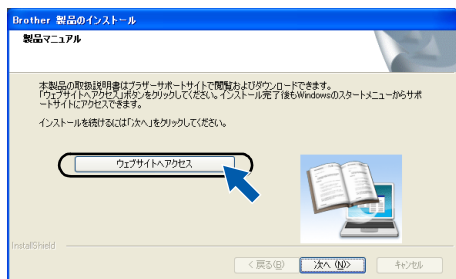 Brother 製品のインストール
製品マニュアル
本製品の取扱説明書はブラザーサポートサイトで閲覧およびダウンロードできます。
「ウェブサイトへアクセス」ボタンをクリックしてください。インストール完了後もWindowsのスタートメニューからサポ
ートサイトにアクセスできます。
インストールを続けるには「次へ」をクリックしてください。
ウェブサイトへアクセス
InstallShield
< 戻る(B)
次へ (N)>
キャンセル